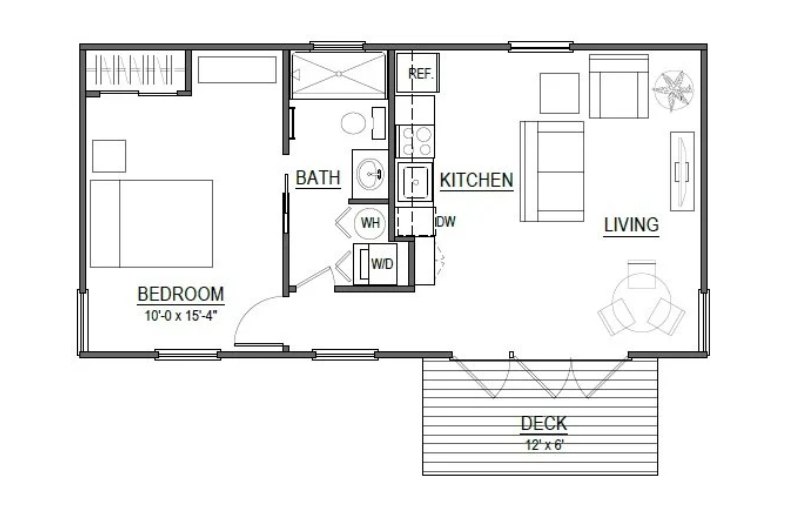 REF.
BATH
KITCHEN
WH
DW
LIVING
W/D
BEDROOM
10'-0 x 15'-4"
DECK
12' x 6'